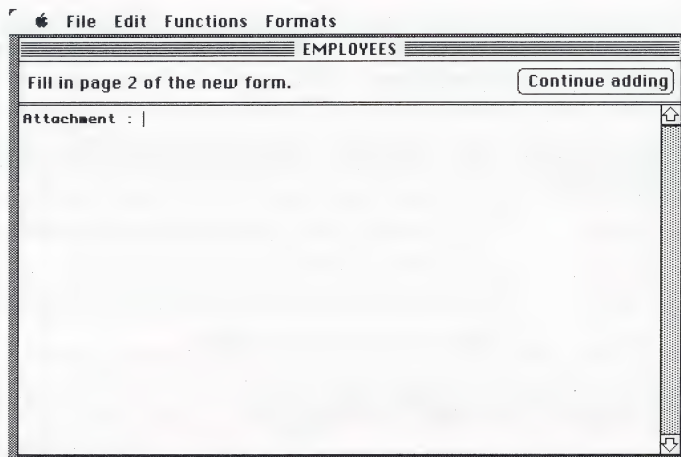 File Edit Functions Formats
EMPLOYEES
Fill in page 2 of the new form.
Continue adding
Attachment :